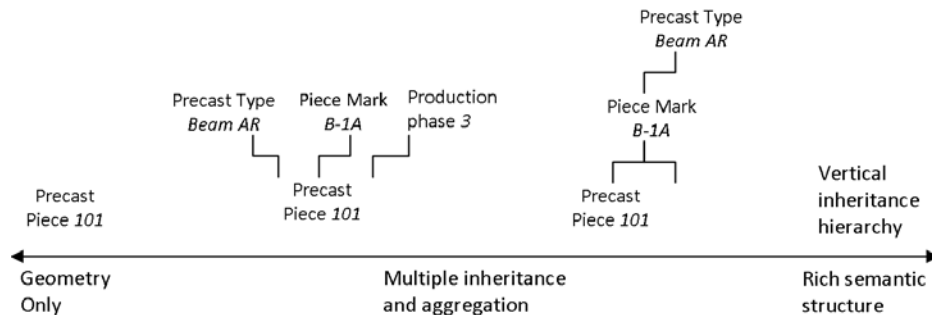 Precast Type
Beam AR
Precast Type
Beam AR
Piece Mark
B-1A
Production
phase 3
Piece Mark
B-1A
Precast
Piece 101
Precast
Piece 101
Precast
Piece 101
Vertical
inheritance
hierarchy
Geometry
Only
Multiple inheritance
and aggregation
Rich semantic
structure